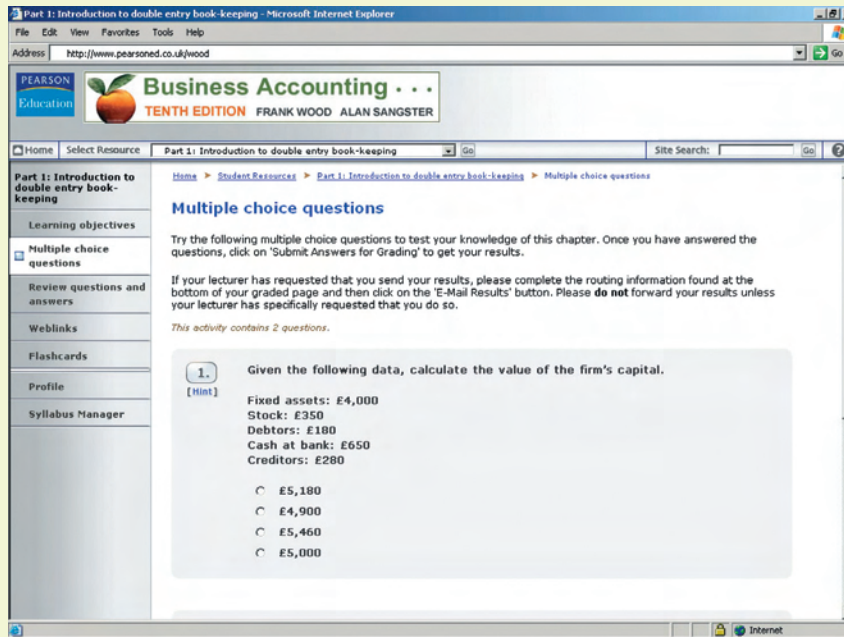 Part 1: Introduction to double entry book-keeping - Microsoft Internet Explorer
File Edit View Favorites Tools Help
Address http://www.pearsoned.co.uk/wood Go
PEARSON
Education
Business Accounting . . .
TENTH EDITION FRANK WOOD ALAN SANGSTER
Home Select Resource Part 1: Introduction to double entry book-keeping Go Site Search: Go ?
Part 1: Introduction to
double entry book-
keeping
Learning objectives
Multiple choice
questions
Review questions and
answers
Weblinks
Flashcards
Profile
Syllabus Manager
Home Student Resources Part 1: Introduction to double entry book-keeping Multiple choice questions
Multiple choice questions
Try the following multiple choice questions to test your knowledge of this chapter. Once you have answered the
questions, click on 'Submit Answers for Grading' to get your results.
If your lecturer has requested that you send your results, please complete the routing information found at the
bottom of your graded page and then click on the 'E-Mail Results' button. Please do not forward your results unless
your lecturer has specifically requested that you do so.
This activity contains 2 questions.
1. Given the following data, calculate the value of the firm's capital.
[Hint]
Fixed assets: £4,000
Stock: £350
Debtors: £180
Cash at bank: £650
Creditors: £280
£5,180
£4,900
£5,460
£5,000
Internet